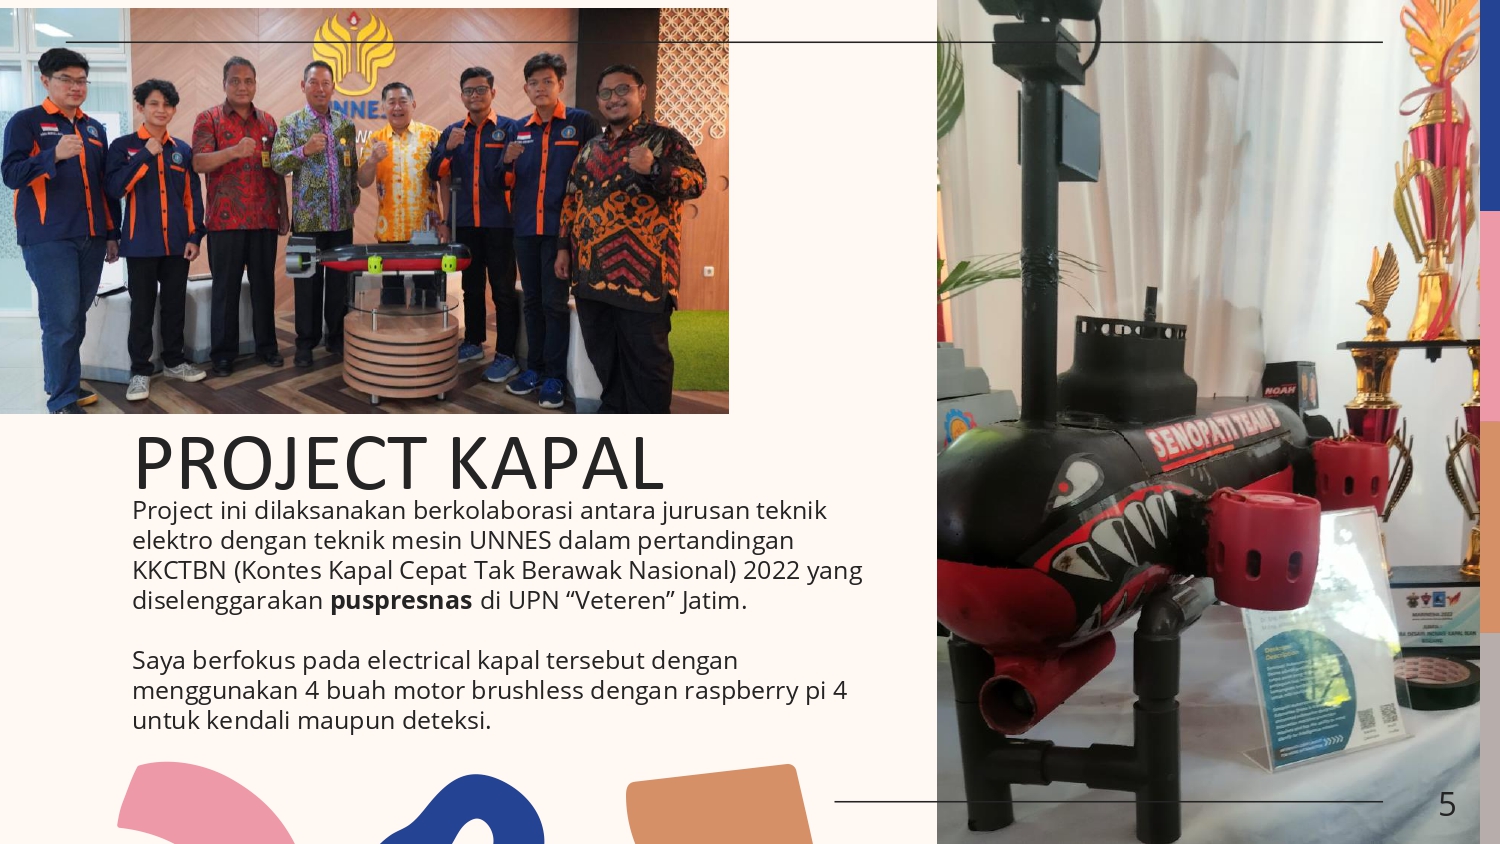 UNNES
PROJECT KAPAL
Project ini dilaksanakan berkolaborasi antara jurusan teknik
elektro dengan teknik mesin UNNES dalam pertandingan
KKCTBN (Kontes Kapal Cepat Tak Berawak Nasional) 2022 yang
diselenggarakan puspresnas di UPN “Veteren” Jatim.
Saya berfokus pada electrical kapal tersebut dengan
menggunakan 4 buah motor brushless dengan raspberry pi 4
untuk kendali maupun deteksi.
NOAH
SENOPATI TEAM
5